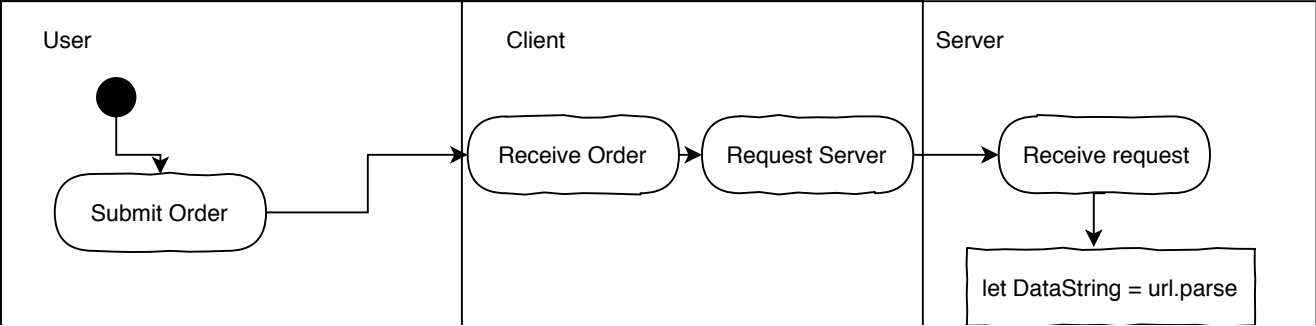 User
Client
Server
Submit Order
Receive Order
Request Server
Receive request
let DataString = url.parse